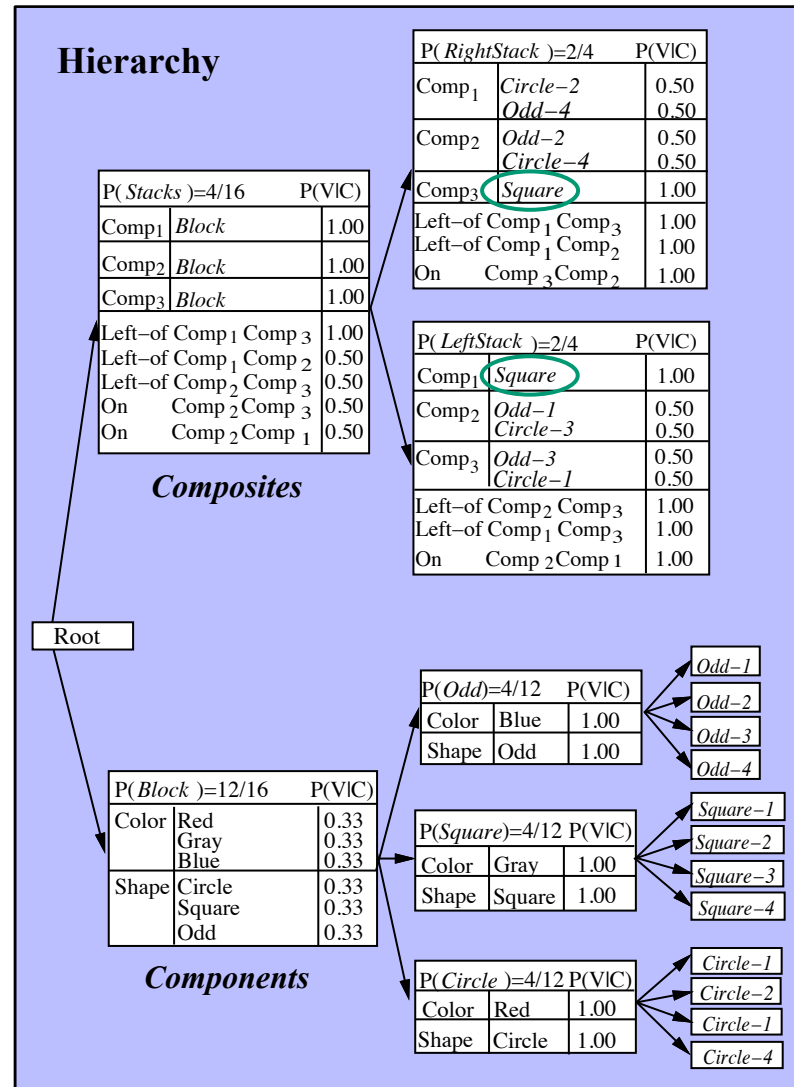 Hierarchy
P(RightStack )=2/4 P(V|C)
Comp1 Circle−2 0.50
Odd−4 0.50
Comp2 Odd−2 0.50
Circle−4 0.50
Comp3 Square 1.00
Left−of Comp1 Comp3 1.00
Left−of Comp1 Comp2 1.00
On Comp3 Comp2 1.00
P( Stacks )=4/16 P(V|C)
Comp1 Block 1.00
Comp2 Block 1.00
Comp3 Block 1.00
Left−of Comp1 Comp3 1.00
Left−of Comp1 Comp2 0.50
Left−of Comp2 Comp3 0.50
On Comp2 Comp3 0.50
On Comp2 Comp1 0.50
Composites
P( LeftStack )=2/4 P(V|C)
Comp1 Square 1.00
Comp2 Odd−1 0.50
Circle−3 0.50
Comp3 Odd−3 0.50
Circle−1 0.50
Left−of Comp2 Comp3 1.00
Left−of Comp1 Comp3 1.00
On Comp2 Comp1 1.00
Root
P(Block )=12/16 P(V|C)
Color Red 0.33
Gray 0.33
Blue 0.33
Shape Circle 0.33
Square 0.33
Odd 0.33
Components
P(Odd)=4/12 P(V|C)
Color Blue 1.00
Shape Odd 1.00
Odd−1
Odd−2
Odd−3
Odd−4
P(Square)=4/12 P(V|C)
Color Gray 1.00
Shape Square 1.00
Square−1
Square−2
Square−3
Square−4
P(Circle )=4/12 P(V|C)
Color Red 1.00
Shape Circle 1.00
Circle−1
Circle−2
Circle−1
Circle−4